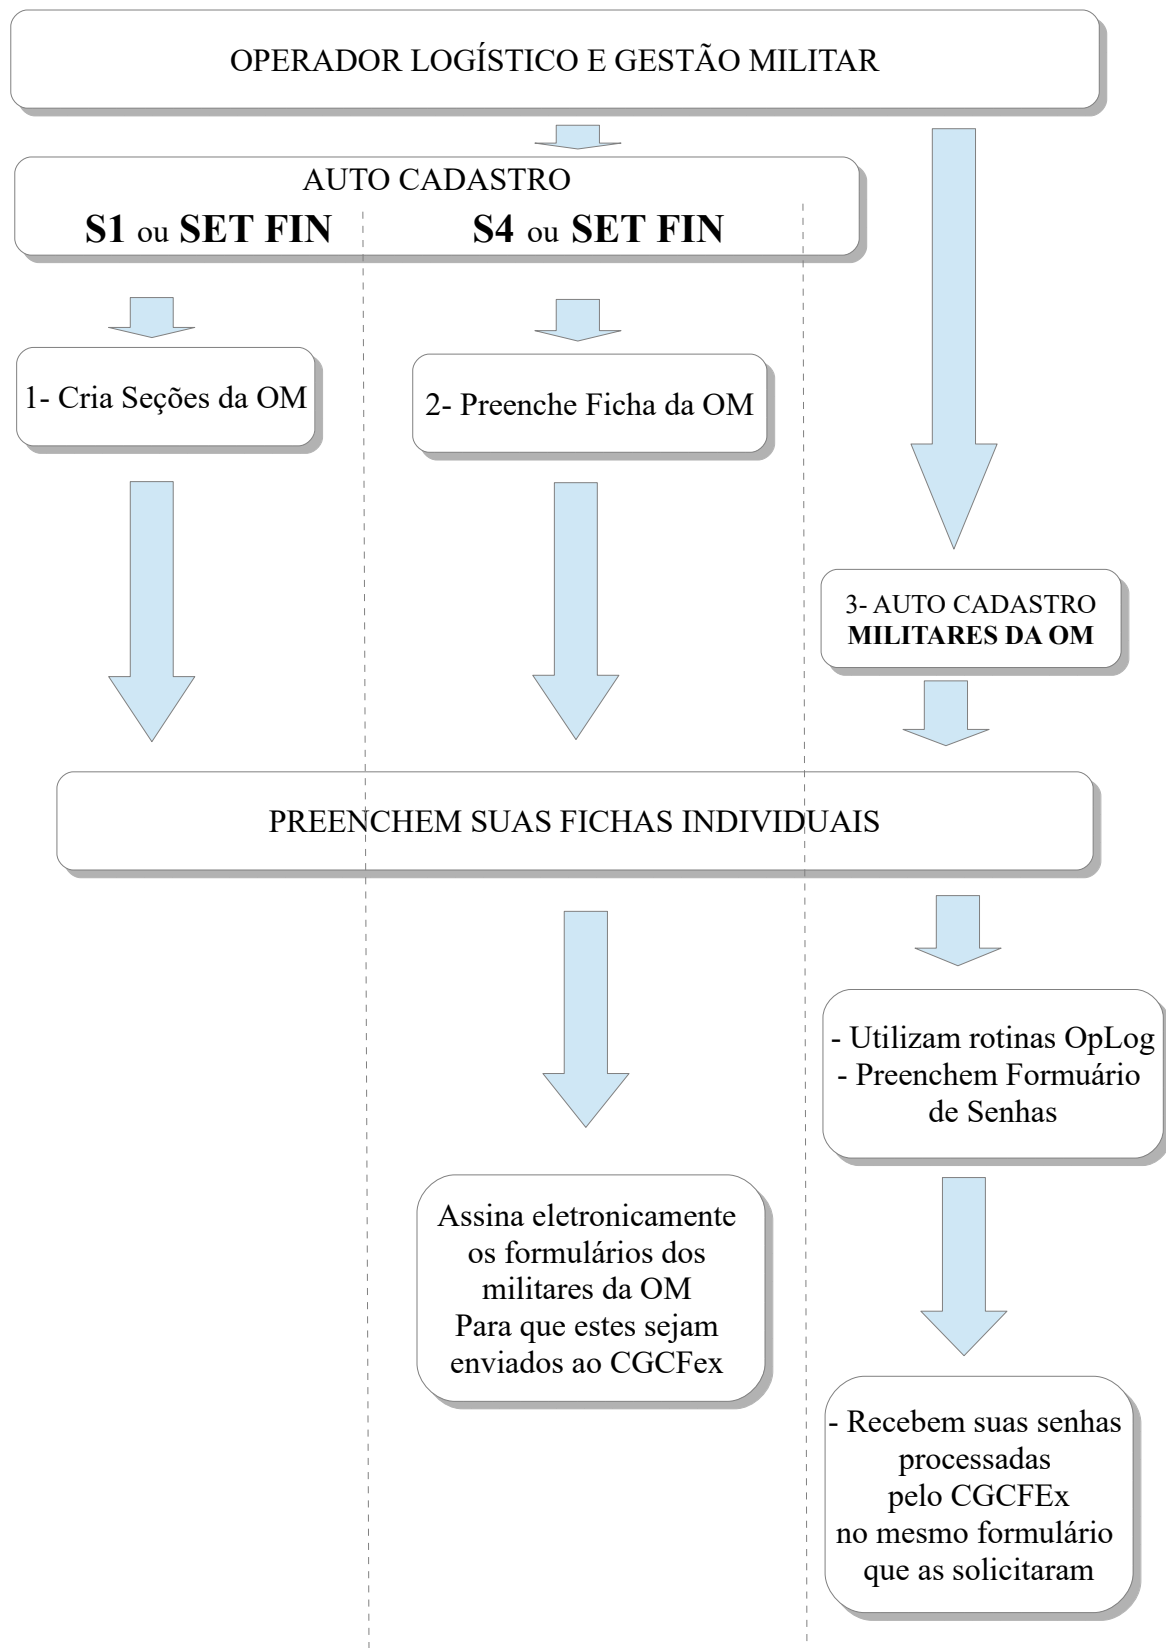 OPERADOR LOGÍSTICO E GESTÃO MILITAR
AUTO CADASTRO
S1 ou SET FIN
S4 ou SET FIN
1- Cria Seções da OM
2- Preenche Ficha da OM
3- AUTO CADASTRO
MILITARES DA OM
PREENCHEM SUAS FICHAS INDIVIDUAIS
- Utilizam rotinas OpLog
- Preenchem Formuário
de Senhas
Assina eletronicamente
os formulários dos
militares da OM
Para que estes sejam
enviados ao CGCFex
- Recebem suas senhas
processadas
pelo CGCFEx
no mesmo formulário
que as solicitaram